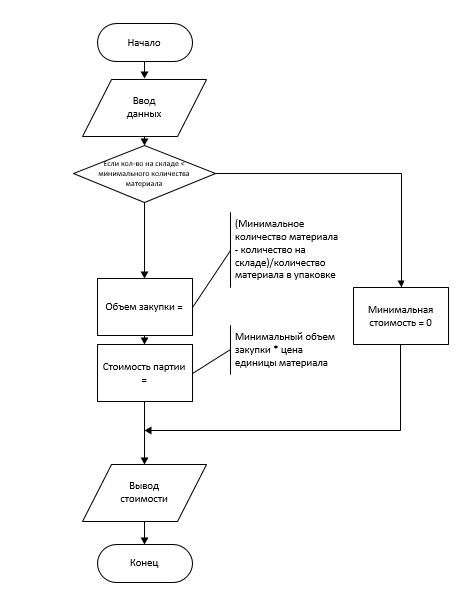 Начало
Ввод
данных
Если кол-во на складе <
минимального количества
материала
(Минимальное
количество материала
- количество на
складе)/количество
материала в упаковке
Объем закупки =
Минимальная
стоимость = 0
Минимальный объем
закупки * цена
единицы материала
Стоимость партии
=
Вывод
стоимости
Конец